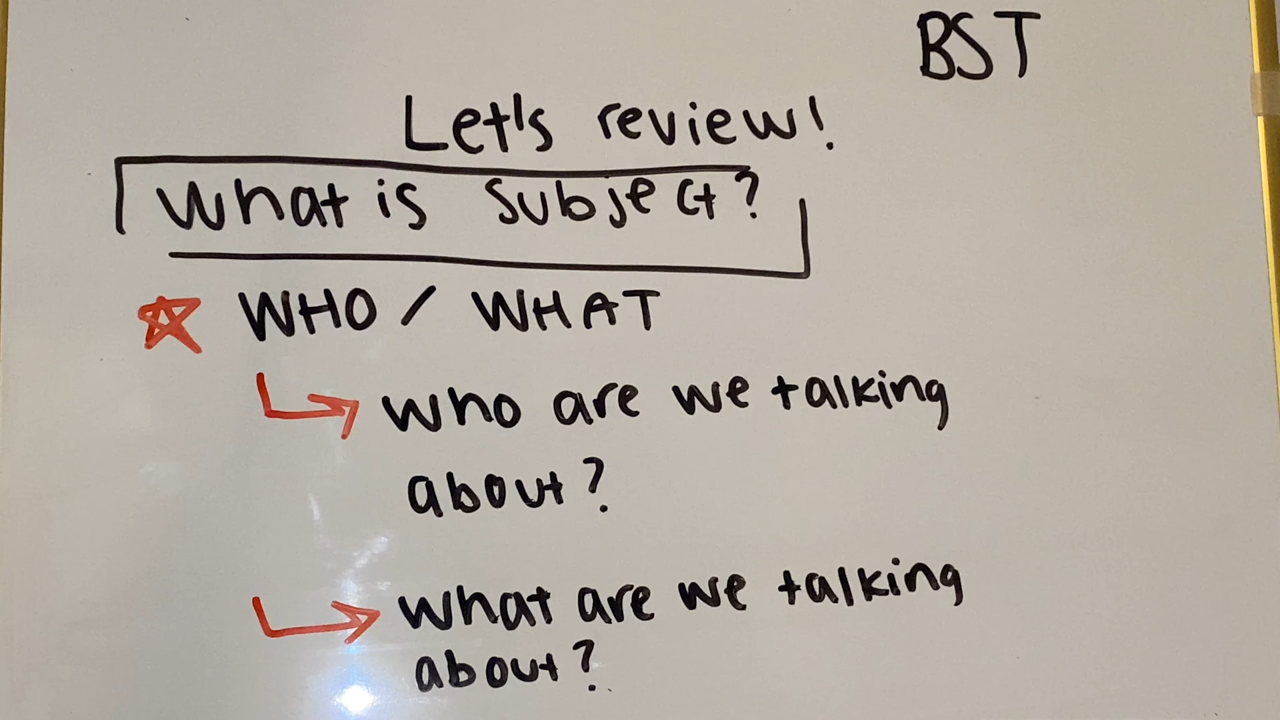 BST
Let's review!
What is subject?
WHO / WHAT
who are we talking
about?
what are we talking
about?